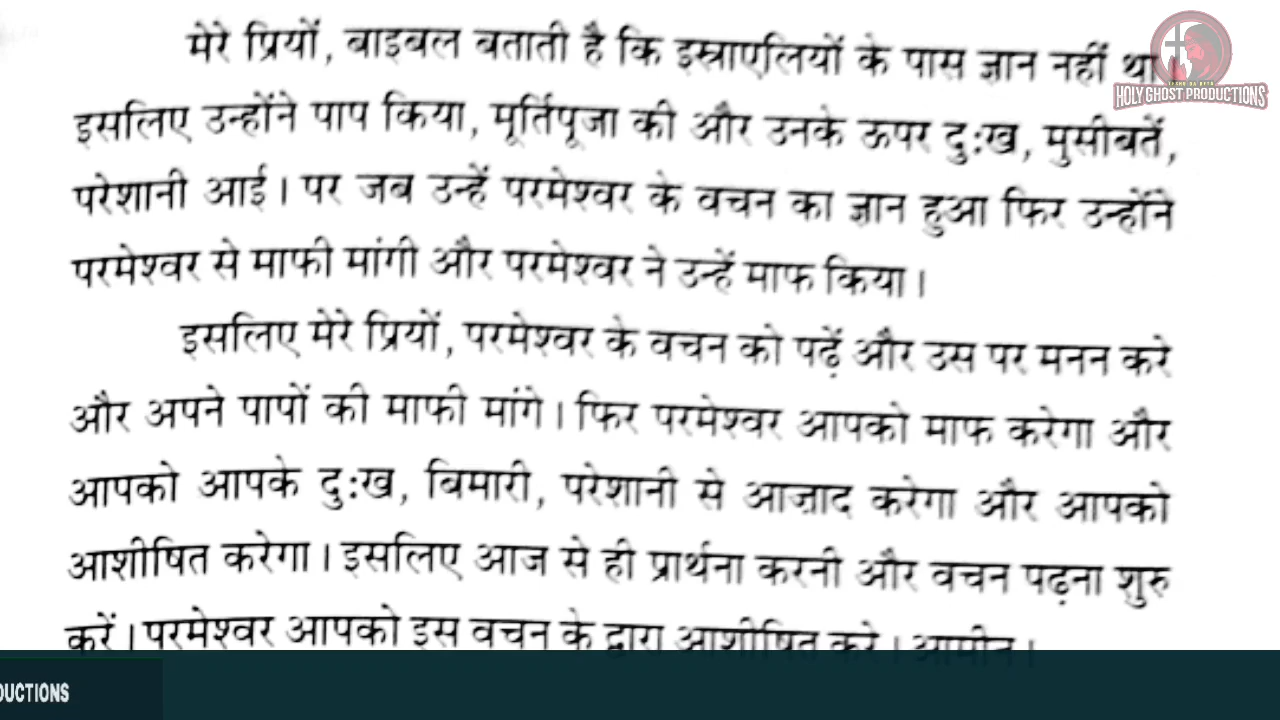 मेरे प्रियों, बाइबल बताती है कि इस्राएलियों के पास ज्ञान नहीं था
इसलिए उन्होंने पाप किया, मूर्तिपूजा की और उनके ऊपर दुःख, मुसीबतें,
परेशानी आई। पर जब उन्हें परमेश्वर के वचन का ज्ञान हुआ फिर उन्होंने
परमेश्वर से माफी मांगी और परमेश्वर ने उन्हें माफ किया।
इसलिए मेरे प्रियों, परमेश्वर के वचन को पढ़ें और उस पर मनन करे
और अपने पापों की माफी मांगे। फिर परमेश्वर आपको माफ करेगा और
आपको आपके दुःख, बिमारी, परेशानी से आज़ाद करेगा और आपको
आशीषित करेगा। इसलिए आज से ही प्रार्थना करनी और वचन पढ़ना शुरु
करें। परमेश्वर आपको इस वचन के द्वारा आशीषित करे। आमीन।
HOLY GHOST PRODUCTIONS
DUCTIONS